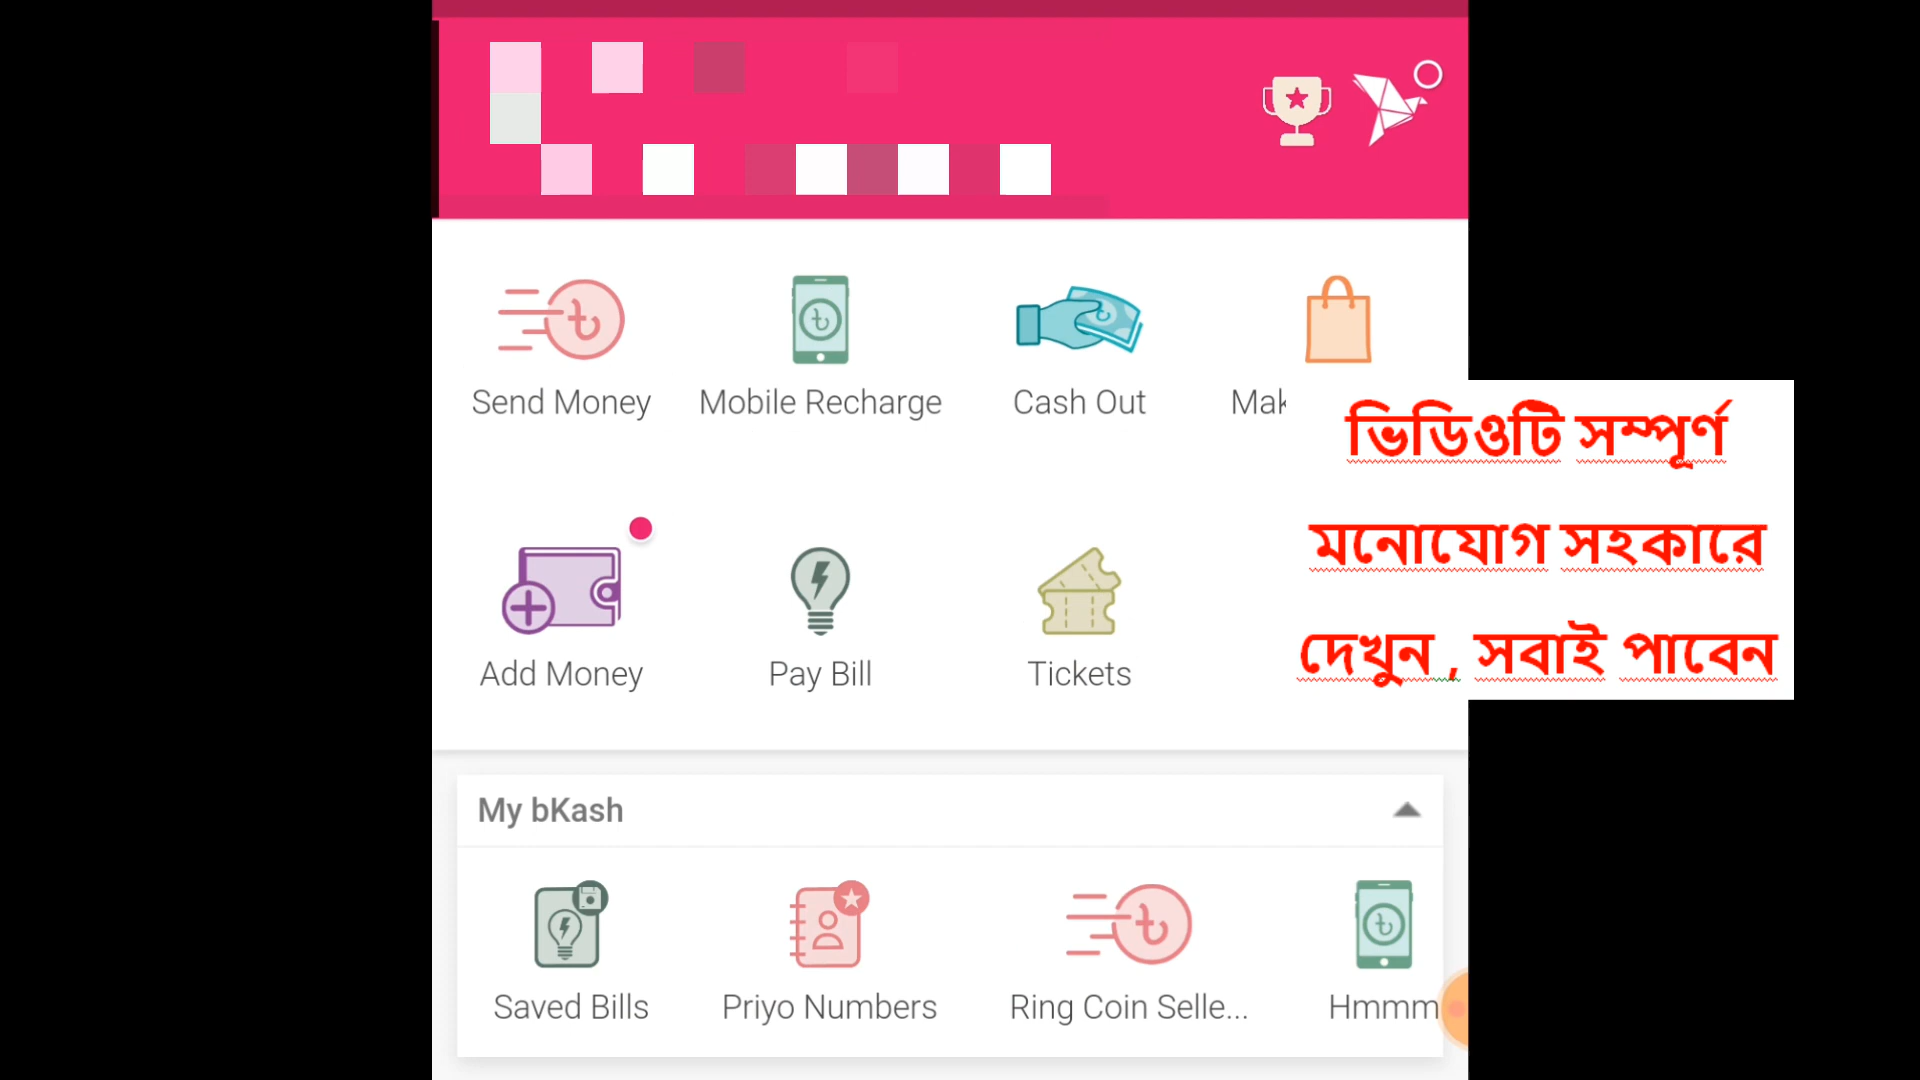 Send Money
Mobile Recharge
Cash Out
Mak
ভিডিওটি সম্পূর্ণ
মনোযোগ সহকারে
দেখুন , সবাই পাবেন
Add Money
Pay Bill
Tickets
My bKash
Saved Bills
Priyo Numbers
Ring Coin Selle...
Hmmm